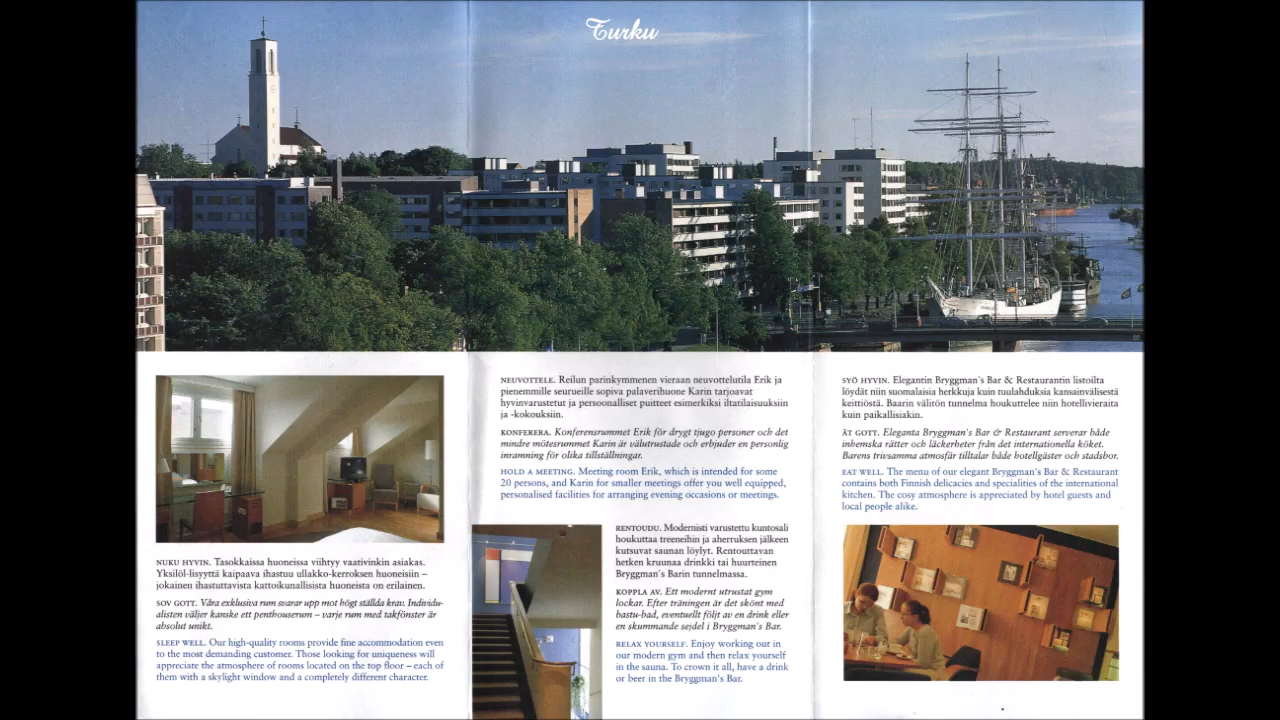 Turku
NUKU HYVIN. Tasokkaissa huoneissa viihtyy vaativinkin asiakas.
Yksilöl-lisyyttä kaipaava ihastuu ullakko-kerroksen huoneisiin –
jokainen ihastuttavista kattoikunallisista huoneista on erilainen.
SOV GOTT. Våra exklusiva rum svarar upp mot högt ställda krav. Individu-
alisten väljer kanske ett penthouserum – varje rum med takfönster är
absolut unikt.
SLEEP WELL. Our high-quality rooms provide fine accommodation even
to the most demanding customer. Those looking for uniqueness will
appreciate the atmosphere of rooms located on the top floor – each of
them with a skylight window and a completely different character.
NEUVOTTELE. Reilun parinkymmenen vieraan neuvottelutila Erik ja
pienemmille seurueille sopiva palaverihuone Karin tarjoavat
hyvinvarustetut ja persoonalliset puitteet esimerkiksi iltatilaisuuksiin
ja -kokouksiin.
KONFERERA. Konferensrummet Erik för drygt tjugo personer och det
mindre mötesrummet Karin är välutrustade och erbjuder en personlig
inramning för olika tillställningar.
HOLD A MEETING. Meeting room Erik, which is intended for some
20 persons, and Karin for smaller meetings offer you well equipped,
personalised facilities for arranging evening occasions or meetings.
RENTOUDU. Modernisti varustettu kuntosali
houkuttaa treeneihin ja aherruksen jälkeen
kutsuvat saunan löylyt. Rentouttavan
hetken kruunaa drinkki tai huurteinen
Bryggman´s Barin tunnelmassa.
KOPPLA AV. Ett modernt utrustat gym
lockar. Efter träningen är det skönt med
bastu-bad, eventuellt följt av en drink eller
en skummande sejdel i Bryggman's Bar.
RELAX YOURSELF. Enjoy working out in
our modern gym and then relax yourself
in the sauna. To crown it all, have a drink
or beer in the Bryggman's Bar.
SYÖ HYVIN. Elegantin Bryggman`s Bar & Restaurantin listoilta
löydät niin suomalaisia herkkuja kuin tuulahduksia kansainvälisestä
keittiöstä. Baarin välitön tunnelma houkuttelee niin hotellivieraita
kuin paikallisiakin.
ÄT GOTT. Eleganta Bryggman`s Bar & Restaurant serverar både
inhemska rätter och läckerheter från det internationella köket.
Barens trivsamma atmosfär tilltalar både hotellgäster och stadsbor.
EAT WELL. The menu of our elegant Bryggman`s Bar & Restaurant
contains both Finnish delicacies and specialities of the international
kitchen. The cosy atmosphere is appreciated by hotel guests and
local people alike.